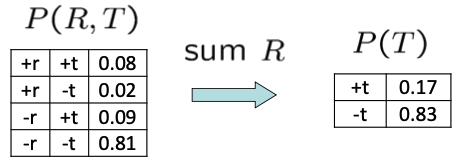 P(R, T)
+r +t 0.08
+r -t 0.02
-r +t 0.09
-r -t 0.81
sum R
P(T)
+t 0.17
-t 0.83